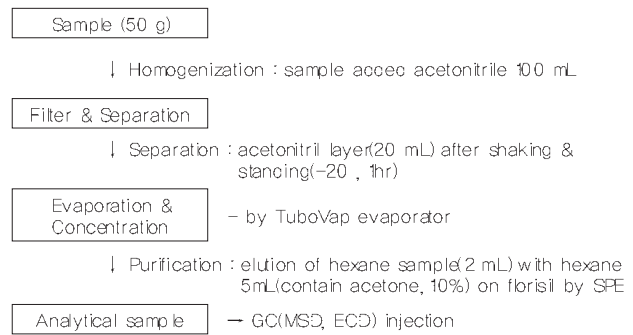 Sample (50 g)
↓ Homogenization : sample added acetonitrile 100 mL
Filter & Separation
↓ Separation : acetonitril layer(20 mL) after shaking &
standing(-20 , 1hr)
Evaporation &
Concentration
- by TuboVap evaporator
↓ Purification : elution of hexane sample(2 mL) with hexane
5mL(contain acetone, 10%) on florisil by SPE
Analytical sample → GC(MSD, ECD) injection